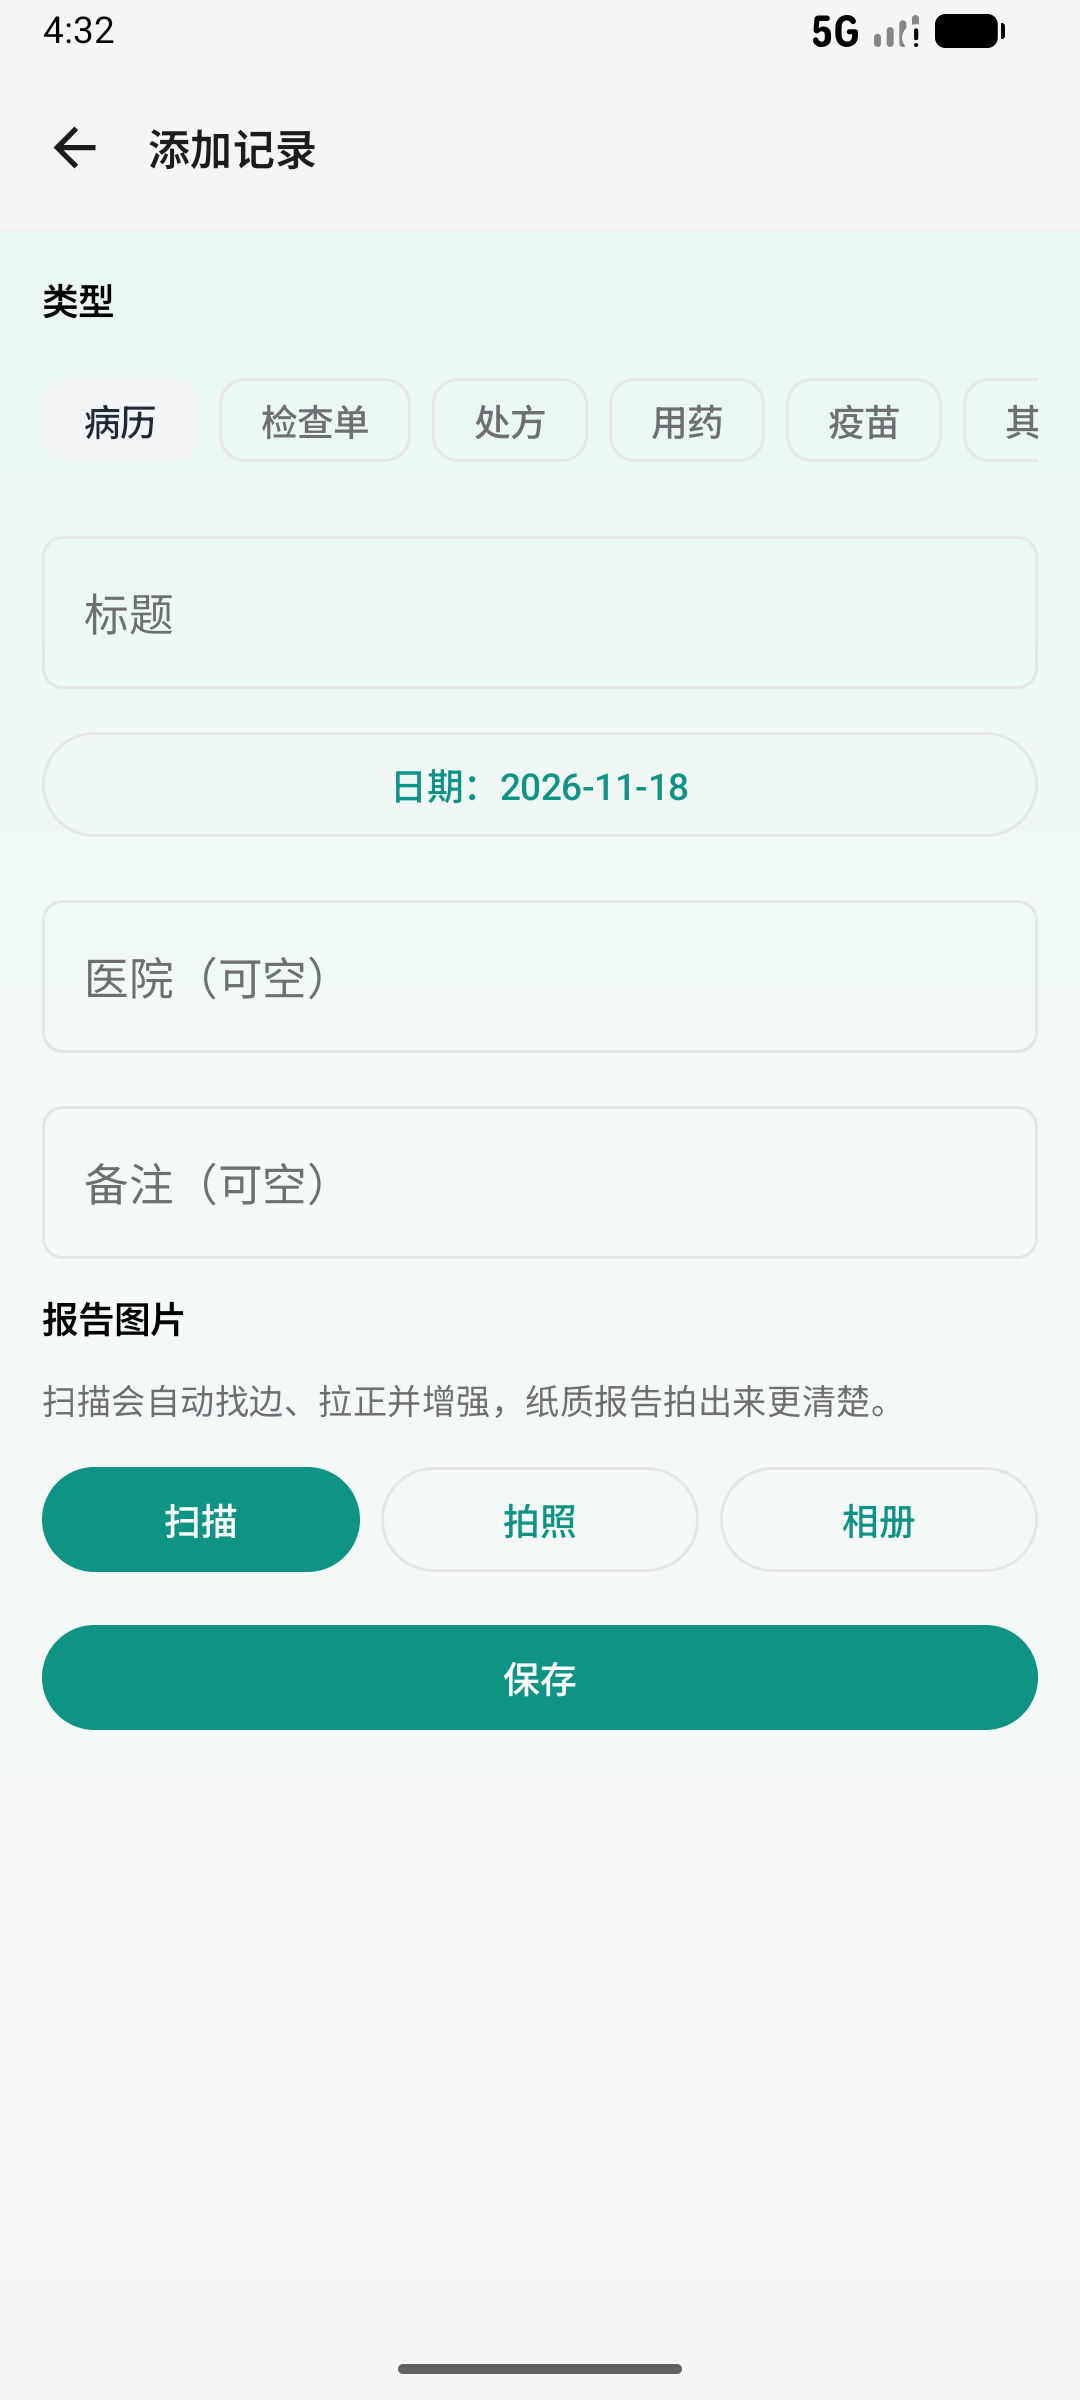 4:32
5G
添加记录
类型
病历
检查单
处方
用药
疫苗
其
标题
日期：2026-11-18
医院（可空）
备注（可空）
报告图片
扫描会自动找边、拉正并增强，纸质报告拍出来更清楚。
扫描
拍照
相册
保存